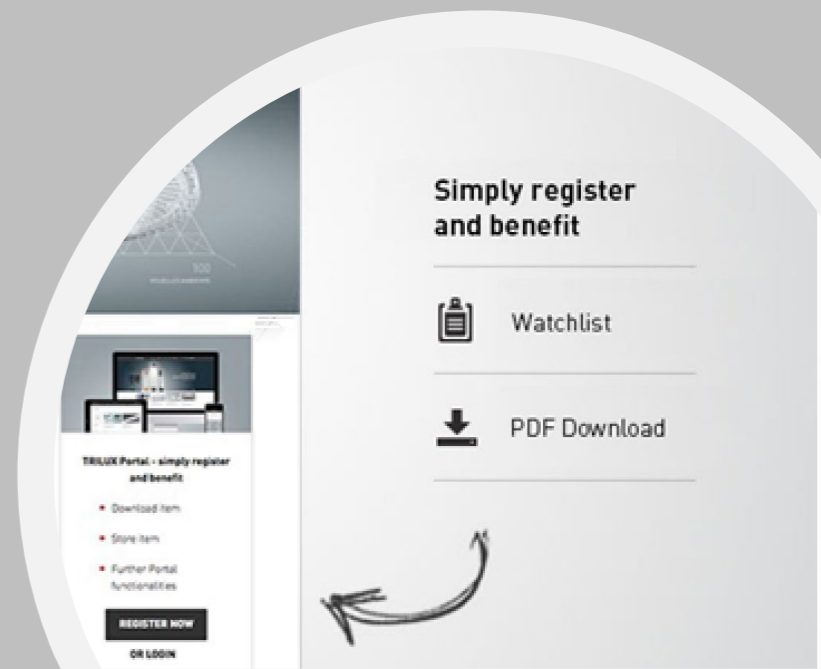 Simply register
and benefit
Watchlist
PDF Download
100
TRILUX Portal - simply register
and benefit
Download item
Store item
Further Portal
functionalities
REGISTER NOW
OR LOGIN